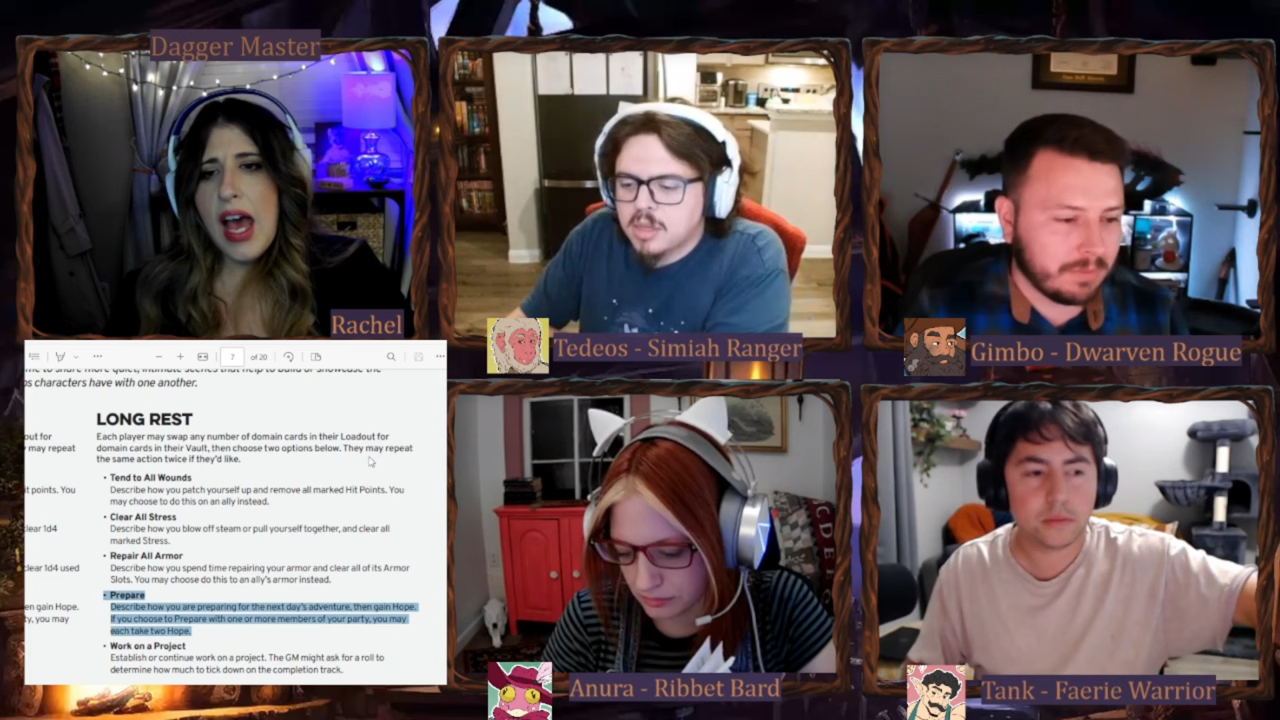 Dagger Master
Rachel
Tedeos - Simiah Ranger
Gimbo - Dwarven Rogue
7 of 20
characters have with one another.
LONG REST
out for
Each player may swap any number of domain cards in their Loadout for
may repeat
domain cards in their Vault, then choose two options below. They may repeat
the same action twice if they'd like.
• Tend to All Wounds
t points. You
Describe how you patch yourself up and remove all marked Hit Points. You
may choose to do this on an ally instead.
• Clear All Stress
clear 1d4
Describe how you blow off steam or pull yourself together, and clear all
marked Stress.
• Repair All Armor
clear 1d4 used
Describe how you spend time repairing your armor and clear all of its Armor
Slots. You may choose do this to an ally's armor instead.
• Prepare
en gain Hope.
Describe how you are preparing for the next day's adventure, then gain Hope.
ty, you may
If you choose to Prepare with one or more members of your party, you may
each take two Hope.
• Work on a Project
Establish or continue work on a project. The GM might ask for a roll to
determine how much to tick down on the completion track.
Anura - Ribbet Bard
Tank - Faerie Warrior